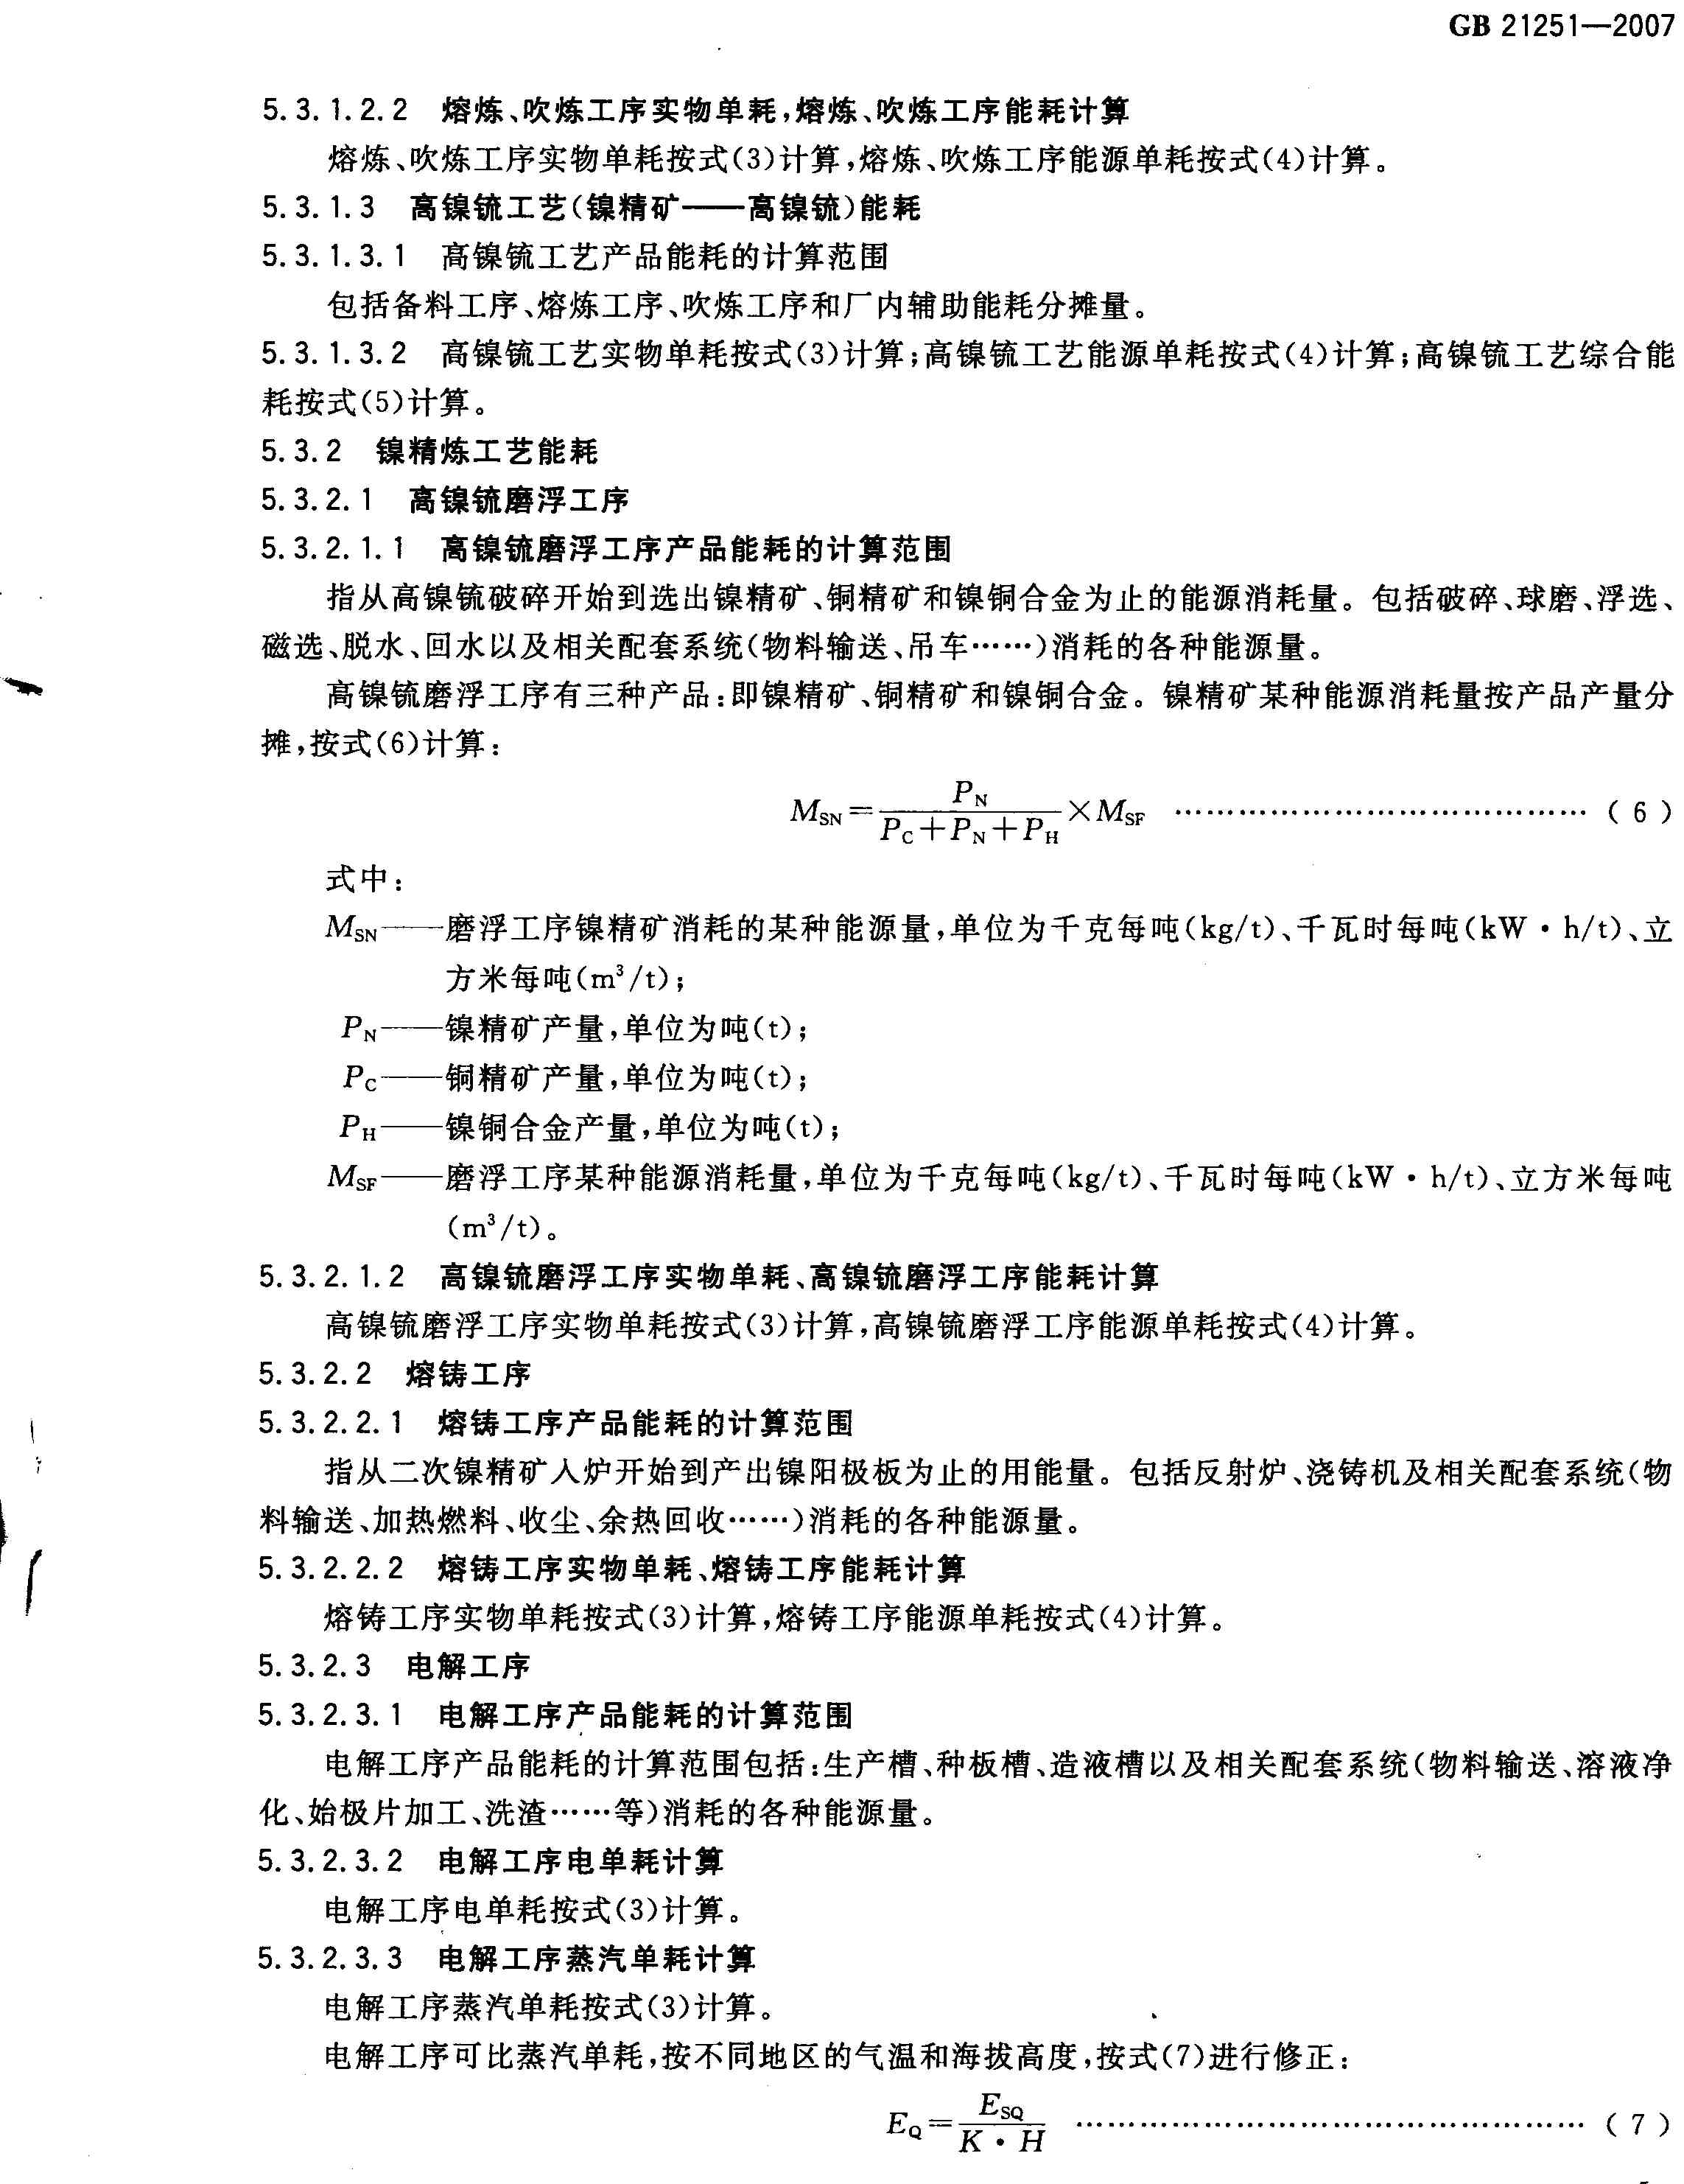 GB 21251—2007
5.3.1.2.2 熔炼、吹炼工序实物单耗,熔炼、吹炼工序能耗计算
熔炼、吹炼工序实物单耗按式(3)计算,熔炼、吹炼工序能源单耗按式(4)计算。
5.3.1.3 高镍锍工艺(镍精矿——高镍锍)能耗
5.3.1.3.1 高镍锍工艺产品能耗的计算范围
包括备料工序、熔炼工序、吹炼工序和厂内辅助能耗分摊量。
5.3.1.3.2 高镍锍工艺实物单耗按式(3)计算;高镍锍工艺能源单耗按式(4)计算;高镍锍工艺综合能
耗按式(5)计算。
5.3.2 镍精炼工艺能耗
5.3.2.1 高镍锍磨浮工序
5.3.2.1.1 高镍锍磨浮工序产品能耗的计算范围
指从高镍锍破碎开始到选出镍精矿、铜精矿和镍铜合金为止的能源消耗量。包括破碎、球磨、浮选、
磁选、脱水、回水以及相关配套系统(物料输送、吊车……)消耗的各种能源量。
高镍锍磨浮工序有三种产品:即镍精矿、铜精矿和镍铜合金。镍精矿某种能源消耗量按产品产量分
摊,按式(6)计算:
M_SN = P_N / (P_C + P_N + P_H) × M_SF …………………………………( 6 )
式中:
M_SN——磨浮工序镍精矿消耗的某种能源量,单位为千克每吨(kg/t)、千瓦时每吨(kW·h/t)、立
方米每吨(m³/t);
P_N——镍精矿产量,单位为吨(t);
P_C——铜精矿产量,单位为吨(t);
P_H——镍铜合金产量,单位为吨(t);
M_SF——磨浮工序某种能源消耗量,单位为千克每吨(kg/t)、千瓦时每吨(kW·h/t)、立方米每吨
(m³/t)。
5.3.2.1.2 高镍锍磨浮工序实物单耗、高镍锍磨浮工序能耗计算
高镍锍磨浮工序实物单耗按式(3)计算,高镍锍磨浮工序能源单耗按式(4)计算。
5.3.2.2 熔铸工序
5.3.2.2.1 熔铸工序产品能耗的计算范围
指从二次镍精矿入炉开始到产出镍阳极板为止的用能量。包括反射炉、浇铸机及相关配套系统(物
料输送、加热燃料、收尘、余热回收……)消耗的各种能源量。
5.3.2.2.2 熔铸工序实物单耗、熔铸工序能耗计算
熔铸工序实物单耗按式(3)计算,熔铸工序能源单耗按式(4)计算。
5.3.2.3 电解工序
5.3.2.3.1 电解工序产品能耗的计算范围
电解工序产品能耗的计算范围包括:生产槽、种板槽、造液槽以及相关配套系统(物料输送、溶液净
化、始极片加工、洗渣……等)消耗的各种能源量。
5.3.2.3.2 电解工序电单耗计算
电解工序电单耗按式(3)计算。
5.3.2.3.3 电解工序蒸汽单耗计算
电解工序蒸汽单耗按式(3)计算。
电解工序可比蒸汽单耗,按不同地区的气温和海拔高度,按式(7)进行修正:
E_Q = E_SQ / (K · H) …………………………………………( 7 )